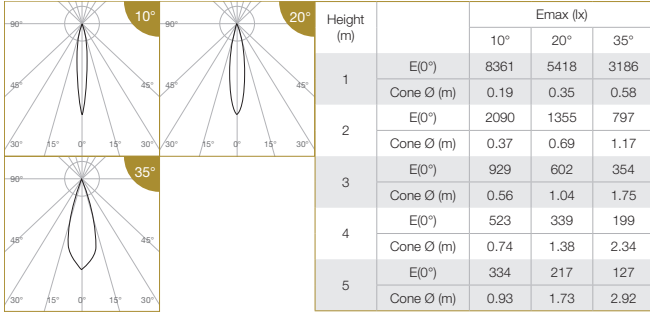 10°
90°
45°
45°
30°
15°
0°
15°
30°
20°
90°
45°
45°
30°
15°
0°
15°
30°
35°
90°
45°
45°
30°
15°
0°
15°
30°
Height (m) Emax (lx)
10° 20° 35°
1 E(0°) 8361 5418 3186
Cone Ø (m) 0.19 0.35 0.58
2 E(0°) 2090 1355 797
Cone Ø (m) 0.37 0.69 1.17
3 E(0°) 929 602 354
Cone Ø (m) 0.56 1.04 1.75
4 E(0°) 523 339 199
Cone Ø (m) 0.74 1.38 2.34
5 E(0°) 334 217 127
Cone Ø (m) 0.93 1.73 2.92